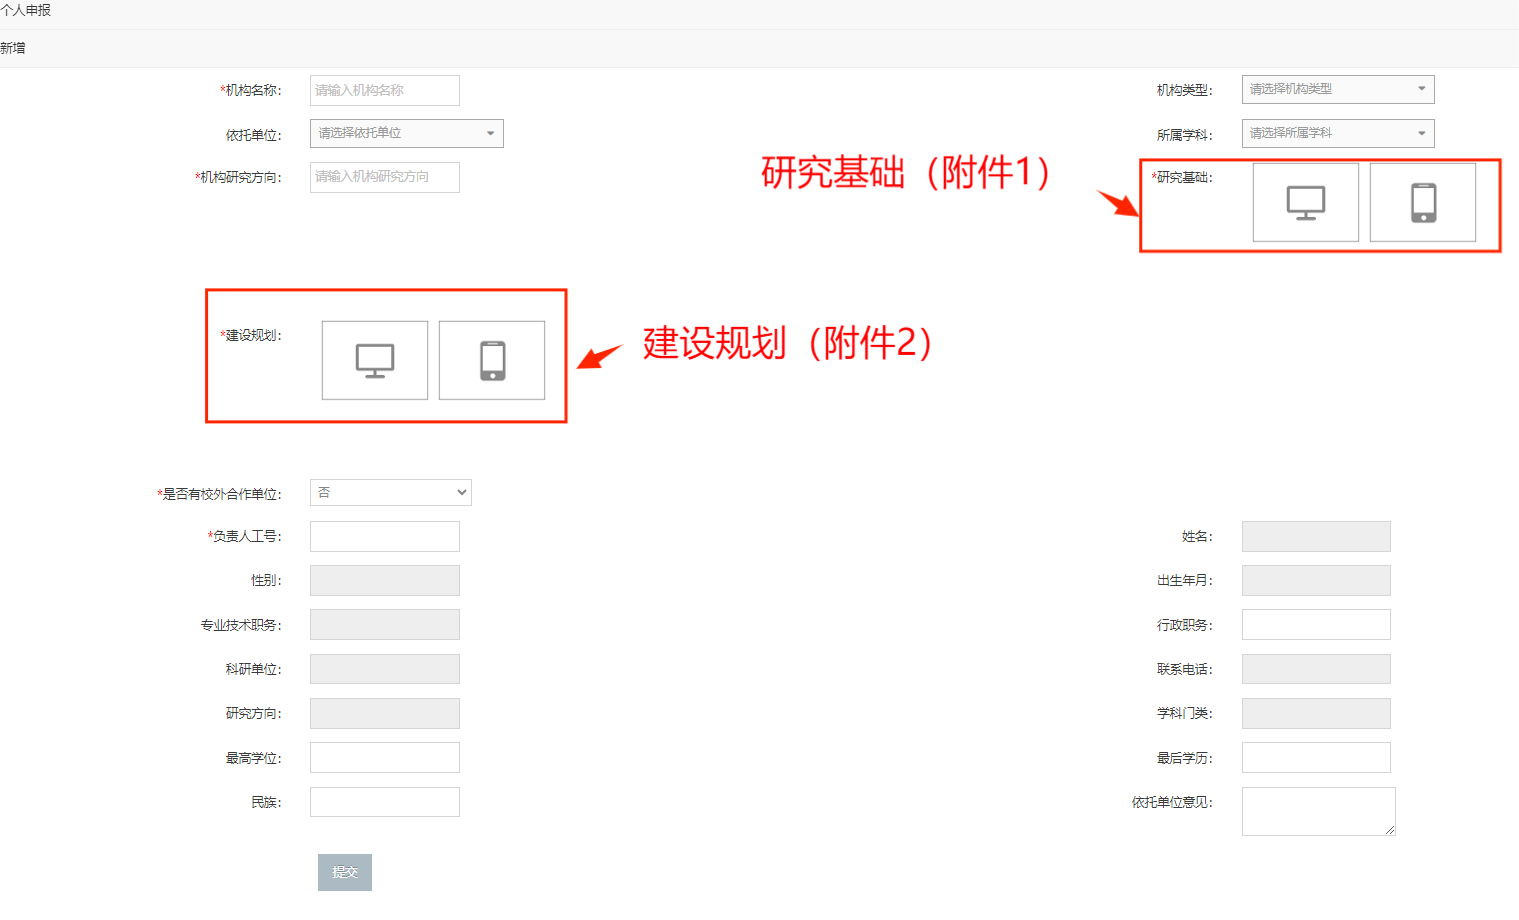 个人申报
新增
*机构名称: 请输入机构名称 机构类型: 请选择机构类型
依托单位: 请选择依托单位 所属学科: 请选择所属学科
*机构研究方向: 请输入机构研究方向 研究基础（附件1） *研究基础:
*建设规划: 建设规划（附件2）
*是否有校外合作单位: 否
*负责人工号: 姓名:
性别: 出生年月:
专业技术职务: 行政职务:
科研单位: 联系电话:
研究方向: 学科门类:
最高学位: 最后学历:
民族: 依托单位意见:
提交